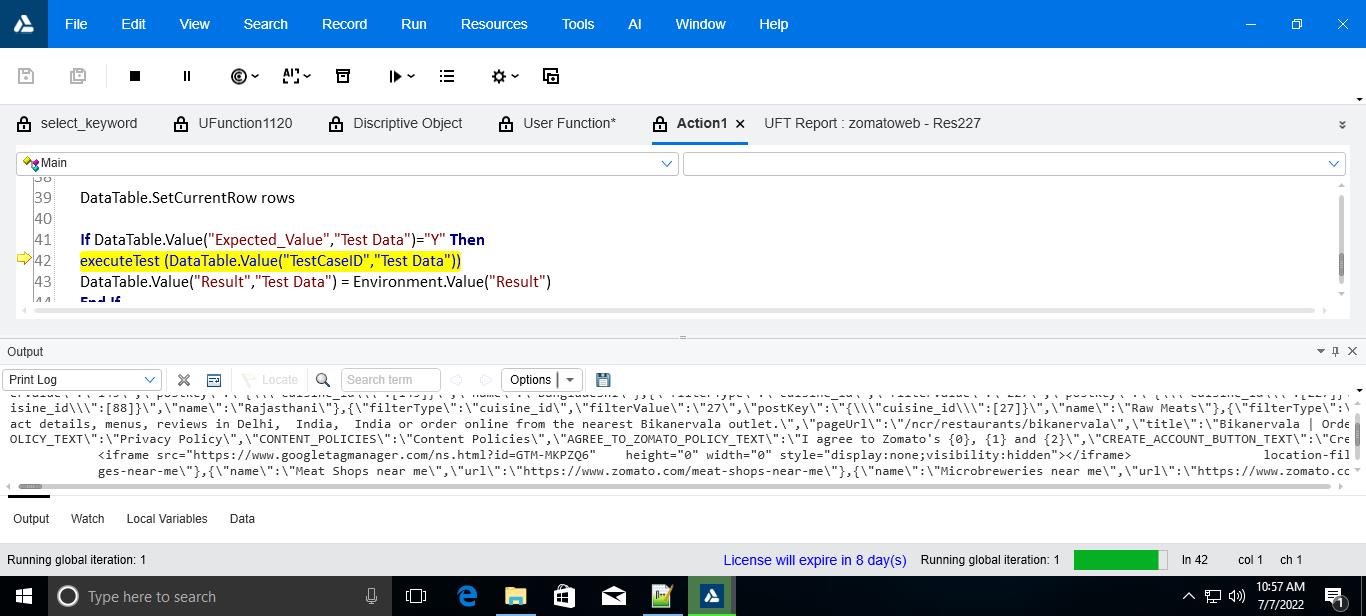 File Edit View Search Record Run Resources Tools AI Window Help
select_keyword UFunction1120 Discriptive Object User Function* Action1 UFT Report : zomatoweb - Res227
Main
38
39 DataTable.SetCurrentRow rows
40
41 If DataTable.Value("Expected_Value","Test Data")="Y" Then
42 executeTest (DataTable.Value("TestCaseID","Test Data"))
43 DataTable.Value("Result","Test Data") = Environment.Value("Result")
44 End If
Output
Print Log Locate Search term Options
isine_id\\\":[88]}\",\"name\":\"Rajasthani\"},{\"filterType\":\"cuisine_id\",\"filterValue\":\"27\",\"postKey\":\"{\\\"cuisine_id\\\":[27]}\",\"name\":\"Raw Meats\"},{\"filterType\":\
act details, menus, reviews in Delhi, India, India or order online from the nearest Bikanervala outlet.\",\"pageUrl\":\"/ncr/restaurants/bikanervala\",\"title\":\"Bikanervala | Orde
OLICY_TEXT\":\"Privacy Policy\",\"CONTENT_POLICIES\":\"Content Policies\",\"AGREE_TO_ZOMATO_POLICY_TEXT\":\"I agree to Zomato's {0}, {1} and {2}\",\"CREATE_ACCOUNT_BUTTON_TEXT\":\"Cre
<iframe src="https://www.googletagmanager.com/ns.html?id=GTM-MKPZQ6" height="0" width="0" style="display:none;visibility:hidden"></iframe> location-fil
ges-near-me\"},{\"name\":\"Meat Shops near me\",\"url\":\"https://www.zomato.com/meat-shops-near-me\"},{\"name\":\"Microbreweries near me\",\"url\":\"https://www.zomato.co
Output Watch Local Variables Data
Running global iteration: 1 License will expire in 8 day(s) Running global iteration: 1 ln 42 col 1 ch 1
Type here to search 10:57 AM
7/7/2022 1